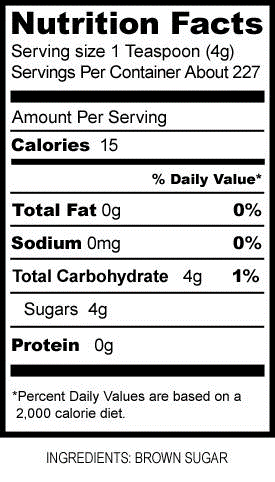 Nutrition Facts
Serving size 1 Teaspoon (4g)
Servings Per Container About 227
Amount Per Serving
Calories 15
% Daily Value*
Total Fat 0g 0%
Sodium 0mg 0%
Total Carbohydrate 4g 1%
Sugars 4g
Protein 0g
*Percent Daily Values are based on a
2,000 calorie diet.
INGREDIENTS: BROWN SUGAR